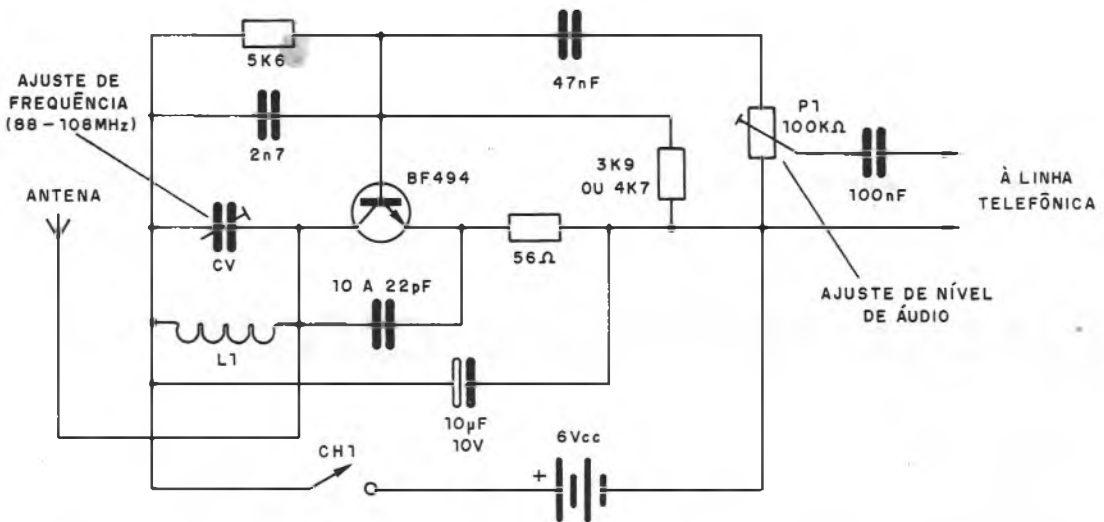 5K6
47nF
AJUSTE DE
FREQUÊNCIA
(88-108MHz)
2n7
P1
100KΩ
3K9
OU 4K7
BF494
100nF
À LINHA
TELEFÔNICA
ANTENA
CV
56Ω
10 A 22pF
AJUSTE DE NÍVEL
DE ÁUDIO
L1
10µF
10V
CH1
6Vcc
+